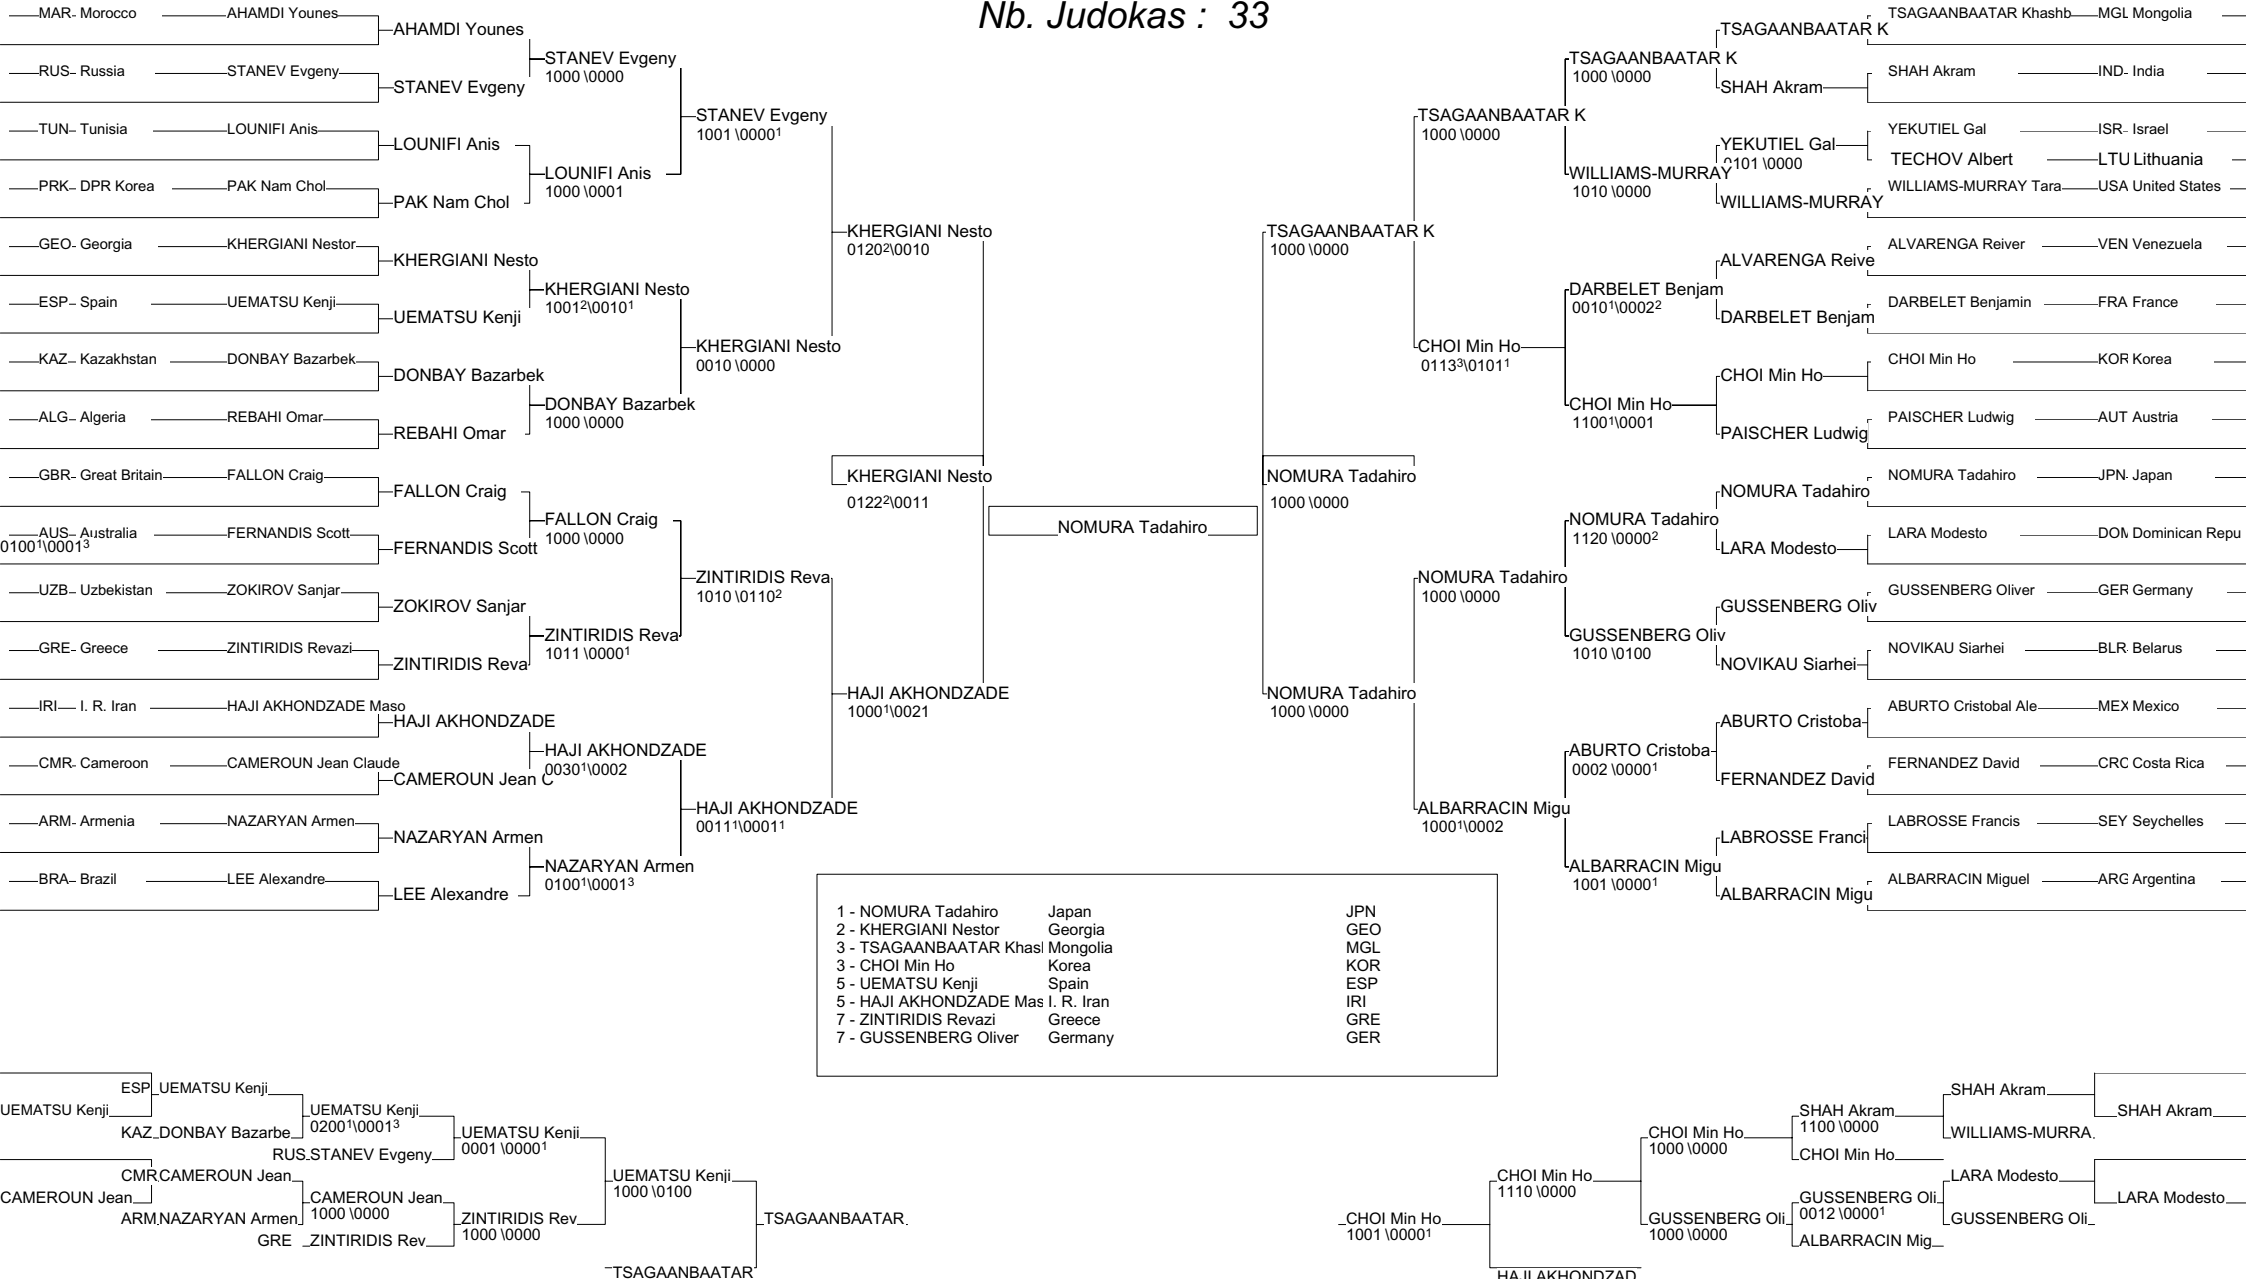 Nb. Judokas : 33
MAR Morocco AHAMDI Younes
RUS Russia STANEV Evgeny
TUN Tunisia LOUNIFI Anis
PRK DPR Korea PAK Nam Chol
GEO Georgia KHERGIANI Nestor
ESP Spain UEMATSU Kenji
KAZ Kazakhstan DONBAY Bazarbek
ALG Algeria REBAHI Omar
GBR Great Britain FALLON Craig
AUS Australia FERNANDIS Scott
0100¹\0001³
UZB Uzbekistan ZOKIROV Sanjar
GRE Greece ZINTIRIDIS Revazi
IRI I. R. Iran HAJI AKHONDZADE Maso
CMR Cameroon CAMEROUN Jean Claude
ARM Armenia NAZARYAN Armen
BRA Brazil LEE Alexandre
AHAMDI Younes
STANEV Evgeny
LOUNIFI Anis
PAK Nam Chol
KHERGIANI Nesto
UEMATSU Kenji
DONBAY Bazarbek
REBAHI Omar
FALLON Craig
FERNANDIS Scott
ZOKIROV Sanjar
ZINTIRIDIS Reva
HAJI AKHONDZADE
CAMEROUN Jean C
NAZARYAN Armen
LEE Alexandre
STANEV Evgeny
1000 \0000
LOUNIFI Anis
1000 \0001
KHERGIANI Nesto
1001²\0010¹
DONBAY Bazarbek
1000 \0000
FALLON Craig
1000 \0000
ZINTIRIDIS Reva
1011 \0000¹
HAJI AKHONDZADE
0030¹\0002
NAZARYAN Armen
0100¹\0001³
STANEV Evgeny
1001 \0000¹
KHERGIANI Nesto
0010 \0000
ZINTIRIDIS Reva
1010 \0110²
HAJI AKHONDZADE
0011¹\0001¹
KHERGIANI Nesto
0120²\0010
HAJI AKHONDZADE
1000¹\0021
KHERGIANI Nesto
0122²\0011
NOMURA Tadahiro
NOMURA Tadahiro
1000 \0000
TSAGAANBAATAR K
1000 \0000
NOMURA Tadahiro
1000 \0000
TSAGAANBAATAR K
1000 \0000
CHOI Min Ho
0113³\0101¹
NOMURA Tadahiro
1000 \0000
ALBARRACIN Migu
1000¹\0002
TSAGAANBAATAR K
1000 \0000
WILLIAMS-MURRAY
1010 \0000
DARBELET Benjam
0010¹\0002²
CHOI Min Ho
1100¹\0001
NOMURA Tadahiro
1120 \0000²
GUSSENBERG Oliv
1010 \0100
ABURTO Cristoba
0002 \0000¹
ALBARRACIN Migu
1001 \0000¹
TSAGAANBAATAR K
SHAH Akram
YEKUTIEL Gal
0101 \0000
WILLIAMS-MURRAY
ALVARENGA Reive
DARBELET Benjam
CHOI Min Ho
PAISCHER Ludwig
NOMURA Tadahiro
LARA Modesto
GUSSENBERG Oliv
NOVIKAU Siarhei
ABURTO Cristoba
FERNANDEZ David
LABROSSE Franci
ALBARRACIN Migu
TSAGAANBAATAR Khashb MGL Mongolia
SHAH Akram IND India
YEKUTIEL Gal ISR Israel
TECHOV Albert LTU Lithuania
WILLIAMS-MURRAY Tara USA United States
ALVARENGA Reiver VEN Venezuela
DARBELET Benjamin FRA France
CHOI Min Ho KOR Korea
PAISCHER Ludwig AUT Austria
NOMURA Tadahiro JPN Japan
LARA Modesto DOM Dominican Repu
GUSSENBERG Oliver GER Germany
NOVIKAU Siarhei BLR Belarus
ABURTO Cristobal Ale MEX Mexico
FERNANDEZ David CRC Costa Rica
LABROSSE Francis SEY Seychelles
ALBARRACIN Miguel ARG Argentina
1 - NOMURA Tadahiro Japan JPN
2 - KHERGIANI Nestor Georgia GEO
3 - TSAGAANBAATAR Khas Mongolia MGL
3 - CHOI Min Ho Korea KOR
5 - UEMATSU Kenji Spain ESP
5 - HAJI AKHONDZADE Mas I. R. Iran IRI
7 - ZINTIRIDIS Revazi Greece GRE
7 - GUSSENBERG Oliver Germany GER
UEMATSU Kenji
CAMEROUN Jean
ESP UEMATSU Kenji
KAZ DONBAY Bazarbe
RUS STANEV Evgeny
CMR CAMEROUN Jean
ARM NAZARYAN Armen
GRE ZINTIRIDIS Rev
UEMATSU Kenji
0200¹\0001³
CAMEROUN Jean
1000 \0000
UEMATSU Kenji
0001 \0000¹
ZINTIRIDIS Rev
1000 \0000
UEMATSU Kenji
1000 \0100
TSAGAANBAATAR
TSAGAANBAATAR
CHOI Min Ho
1001 \0000¹
CHOI Min Ho
1110 \0000
HAJI AKHONDZAD
CHOI Min Ho
1000 \0000
GUSSENBERG Oli
1000 \0000
SHAH Akram
1100 \0000
CHOI Min Ho
GUSSENBERG Oli
0012 \0000¹
ALBARRACIN Mig
SHAH Akram
WILLIAMS-MURRA
LARA Modesto
GUSSENBERG Oli
SHAH Akram
LARA Modesto